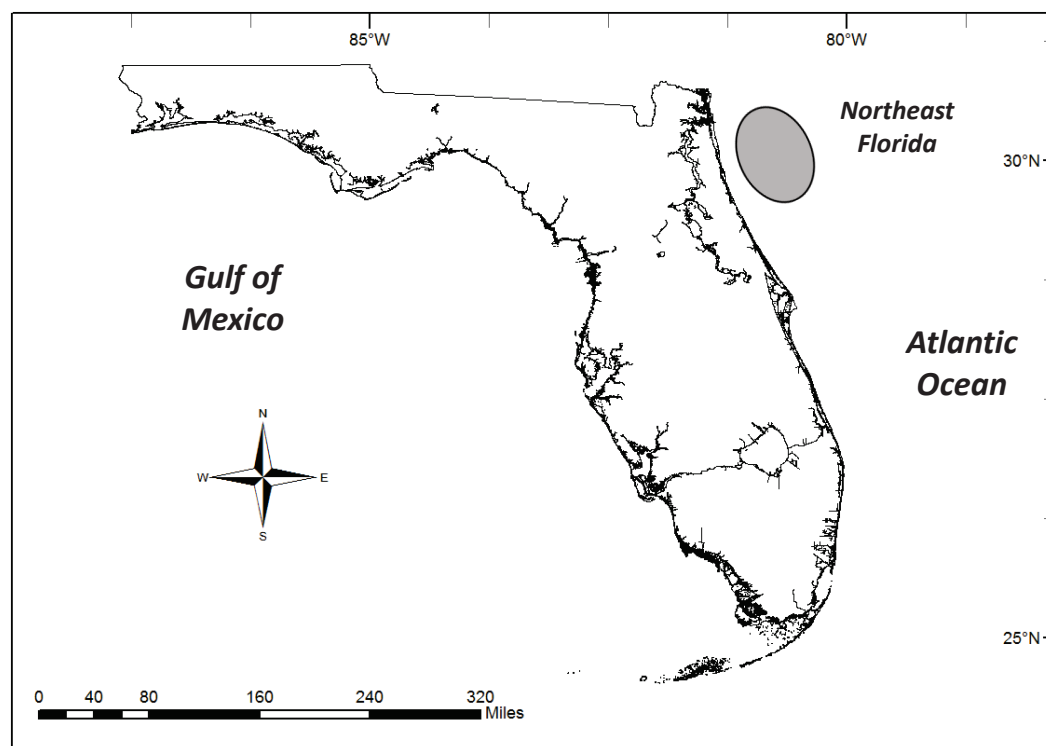 85°W
80°W
Northeast
Florida
30°N
Gulf of
Mexico
Atlantic
Ocean
N
W
E
S
25°N
0 40 80 160 240 320
Miles